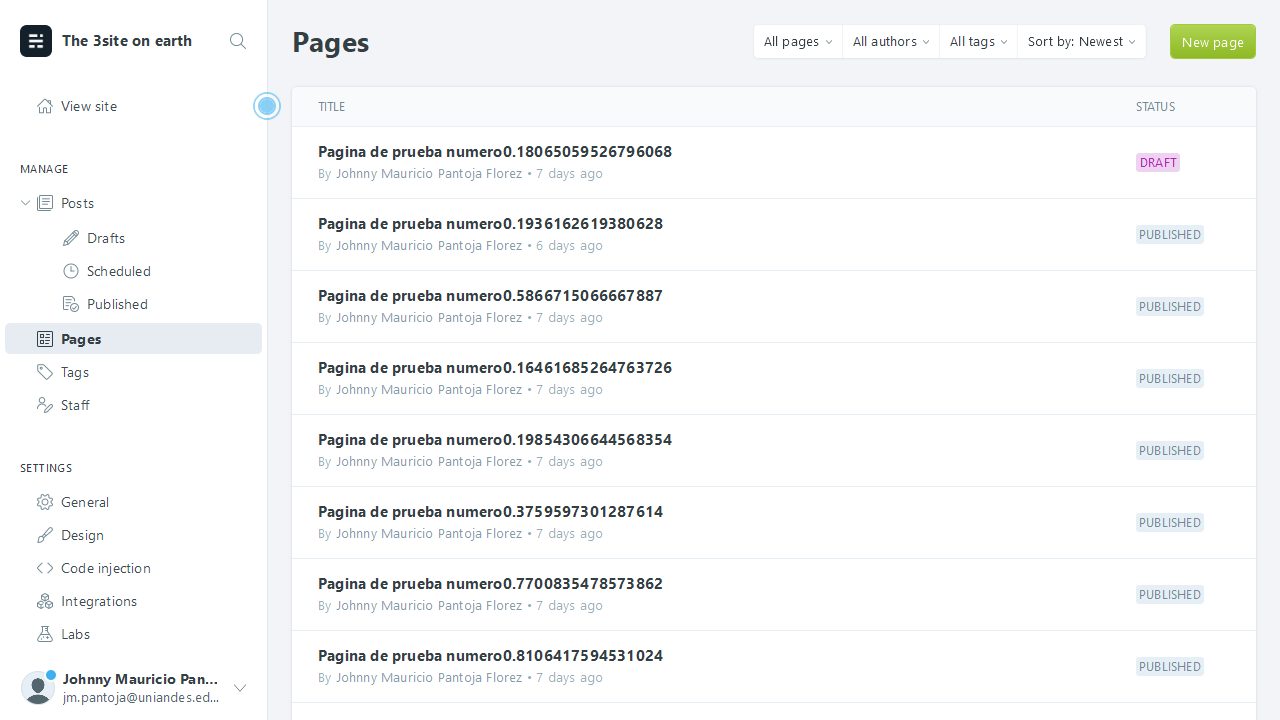 The 3site on earth
View site
MANAGE
Posts
Drafts
Scheduled
Published
Pages
Tags
Staff
SETTINGS
General
Design
Code injection
Integrations
Labs
Johnny Mauricio Pan...
jm.pantoja@uniandes.ed...
Pages
All pages
All authors
All tags
Sort by: Newest
New page
TITLE STATUS
Pagina de prueba numero0.18065059526796068
By Johnny Mauricio Pantoja Florez • 7 days ago
DRAFT
Pagina de prueba numero0.1936162619380628
By Johnny Mauricio Pantoja Florez • 6 days ago
PUBLISHED
Pagina de prueba numero0.5866715066667887
By Johnny Mauricio Pantoja Florez • 7 days ago
PUBLISHED
Pagina de prueba numero0.16461685264763726
By Johnny Mauricio Pantoja Florez • 7 days ago
PUBLISHED
Pagina de prueba numero0.19854306644568354
By Johnny Mauricio Pantoja Florez • 7 days ago
PUBLISHED
Pagina de prueba numero0.3759597301287614
By Johnny Mauricio Pantoja Florez • 7 days ago
PUBLISHED
Pagina de prueba numero0.7700835478573862
By Johnny Mauricio Pantoja Florez • 7 days ago
PUBLISHED
Pagina de prueba numero0.8106417594531024
By Johnny Mauricio Pantoja Florez • 7 days ago
PUBLISHED